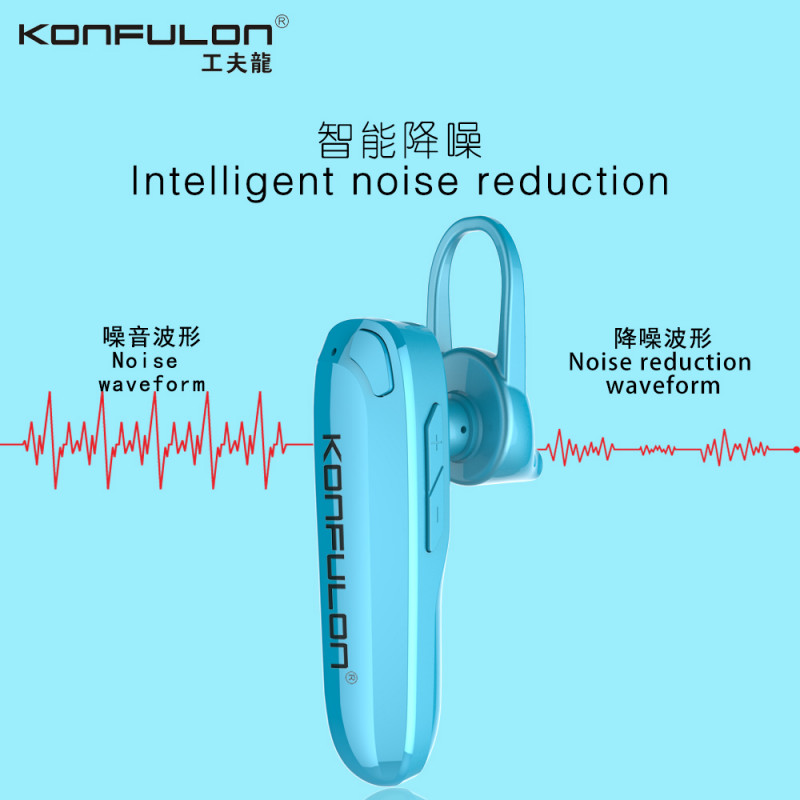 KONFULON®
工夫龍
智能降噪
Intelligent noise reduction
噪音波形
Noise
waveform
降噪波形
Noise reduction
waveform
+
-
KONFULON®